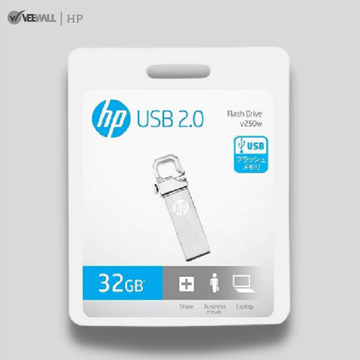 VEEMALL | HP
hp USB 2.0
Flash Drive
v250w
USB
フラッシュ
メモリ
hp
32GB
Share Business travel Laptop